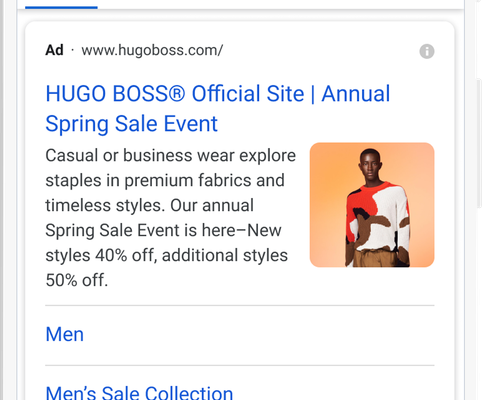 Ad · www.hugoboss.com/
HUGO BOSS® Official Site | Annual
Spring Sale Event
Casual or business wear explore
staples in premium fabrics and
timeless styles. Our annual
Spring Sale Event is here–New
styles 40% off, additional styles
50% off.
Men
Men’s Sale Collection